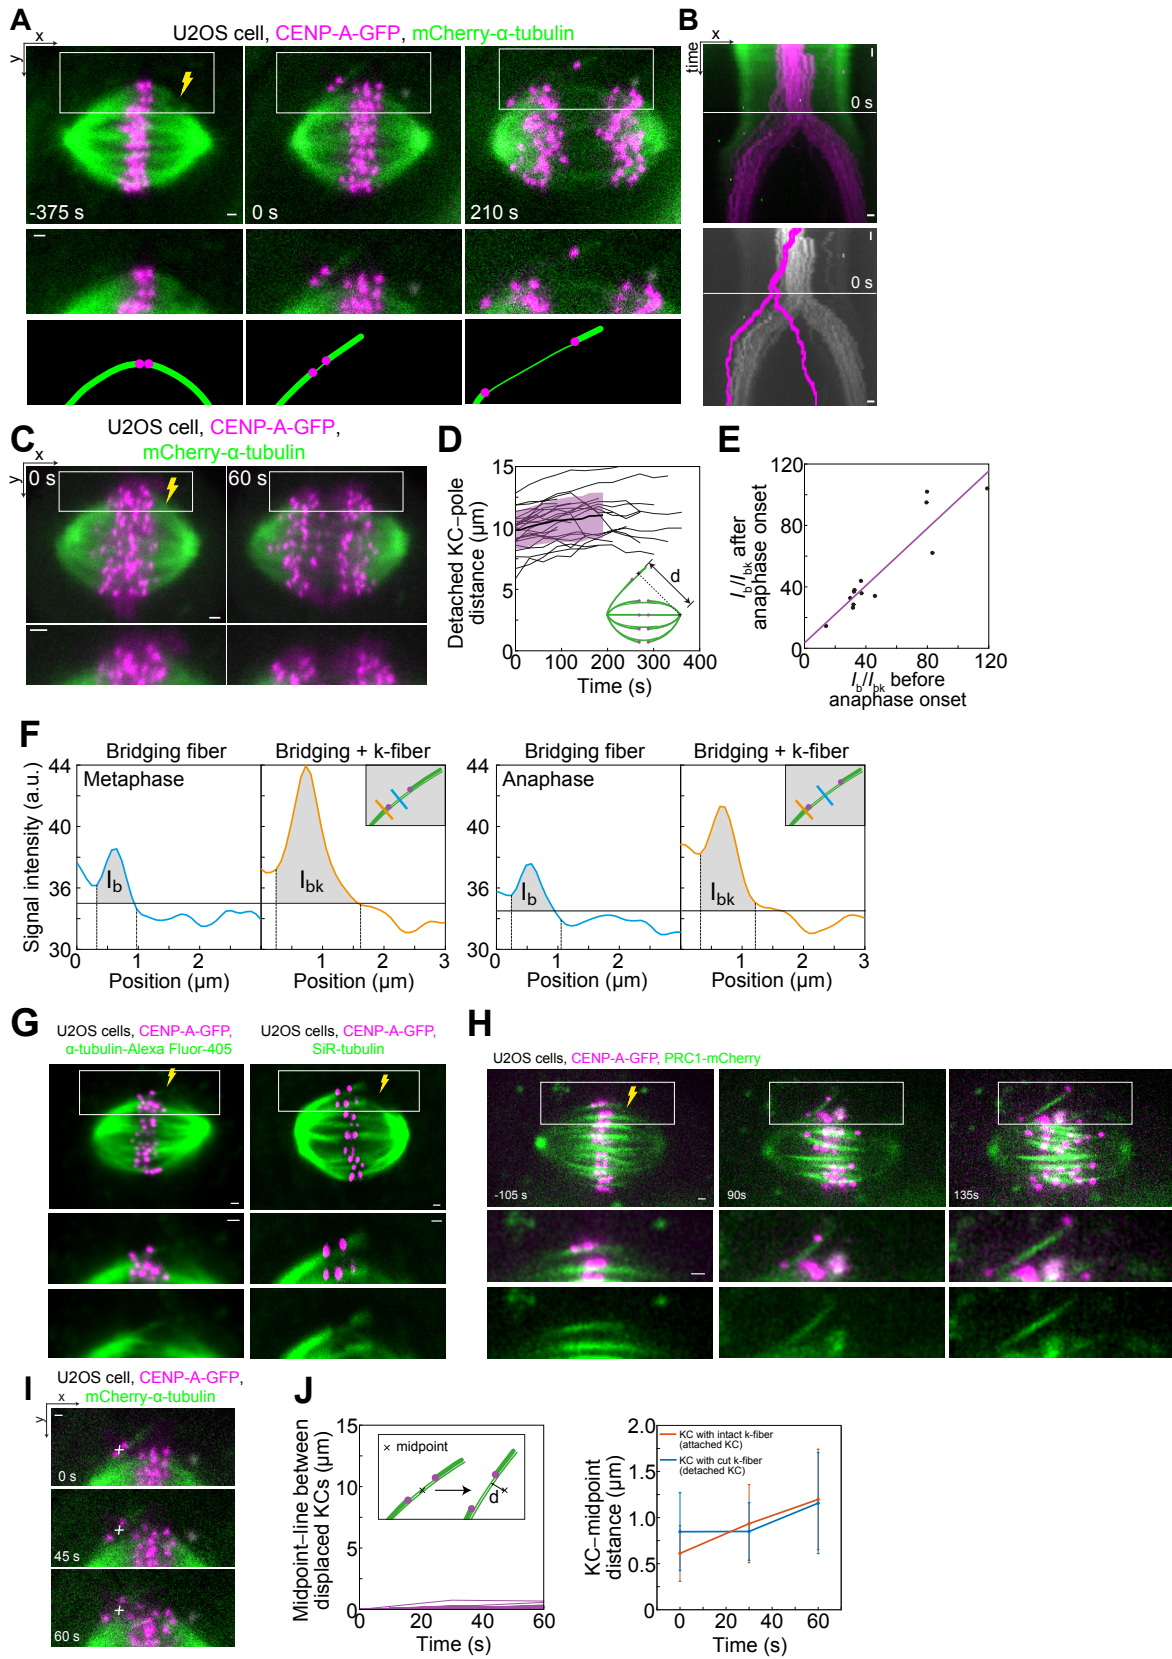 A
U2OS cell, CENP-A-GFP, mCherry-α-tubulin
x
y
-375 s
0 s
210 s
B
x
time
0 s
0 s
C
U2OS cell, CENP-A-GFP,
mCherry-α-tubulin
x
y
0 s
60 s
D
Detached KC–pole
distance (μm)
15
10
5
0
d
0 100 200 300 400
Time (s)
E
Ib/Ibk after
anaphase onset
120
80
40
0
0 40 80 120
Ib/Ibk before
anaphase onset
F
Bridging fiber
Bridging + k-fiber
Bridging fiber
Bridging + k-fiber
Signal intensity (a.u.)
44
40
36
30
Metaphase
Ib
Ibk
Anaphase
Ib
Ibk
0 1 2
1 2 3
0 1 2
1 2 3
Position (μm)
Position (μm)
Position (μm)
Position (μm)
G
U2OS cells, CENP-A-GFP,
α-tubulin-Alexa Fluor-405
U2OS cells, CENP-A-GFP,
SiR-tubulin
H
U2OS cells, CENP-A-GFP, PRC1-mCherry
-105 s
90s
135s
I
U2OS cell, CENP-A-GFP,
mCherry-α-tubulin
x
y
0 s
45 s
60 s
J
Midpoint–line between
displaced KCs (μm)
15
10
5
0
× midpoint
d
0 20 40 60
Time (s)
KC–midpoint
distance (μm)
2.0
1.5
1.0
0.5
0
KC with intact k-fiber
(attached KC)
KC with cut k-fiber
(detached KC)
0 20 40 60
Time (s)